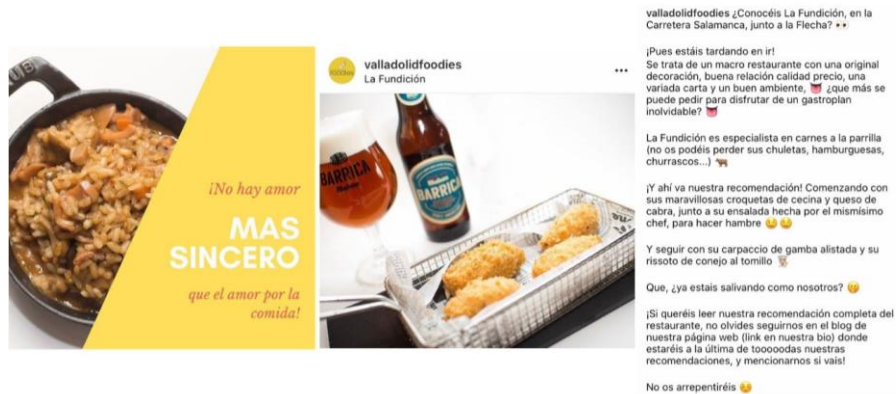 ¡No hay amor
MAS
SINCERO
que el amor por la
comida!
valladolidfoodies
La Fundición
BARRICA
Mahou
Mahou
BARRICA
valladolidfoodies ¿Conocéis La Fundición, en la
Carretera Salamanca, junto a la Flecha? 👀
¡Pues estáis tardando en ir!
Se trata de un macro restaurante con una original
decoración, buena relación calidad precio, una
variada carta y un buen ambiente, 👅 ¿que más se
puede pedir para disfrutar de un gastroplan
inolvidable? 👅
La Fundición es especialista en carnes a la parrilla
(no os podéis perder sus chuletas, hamburguesas,
churrascos...) 🐂
¡Y ahí va nuestra recomendación! Comenzando con
sus maravillosas croquetas de cecina y queso de
cabra, junto a su ensalada hecha por el mismísimo
chef, para hacer hambre 😋😋
Y seguir con su carpaccio de gamba alistada y su
rissoto de conejo al tomillo 👨🏼‍🍳
Que, ¿ya estais salivando como nosotros? 😋
¡Si queréis leer nuestra recomendación completa del
restaurante, no olvides seguirnos en el blog de
nuestra página web (link en nuestra bio) donde
estaréis a la última de tooooodas nuestras
recomendaciones, y mencionarnos si vais!
No os arrepentiréis 😏